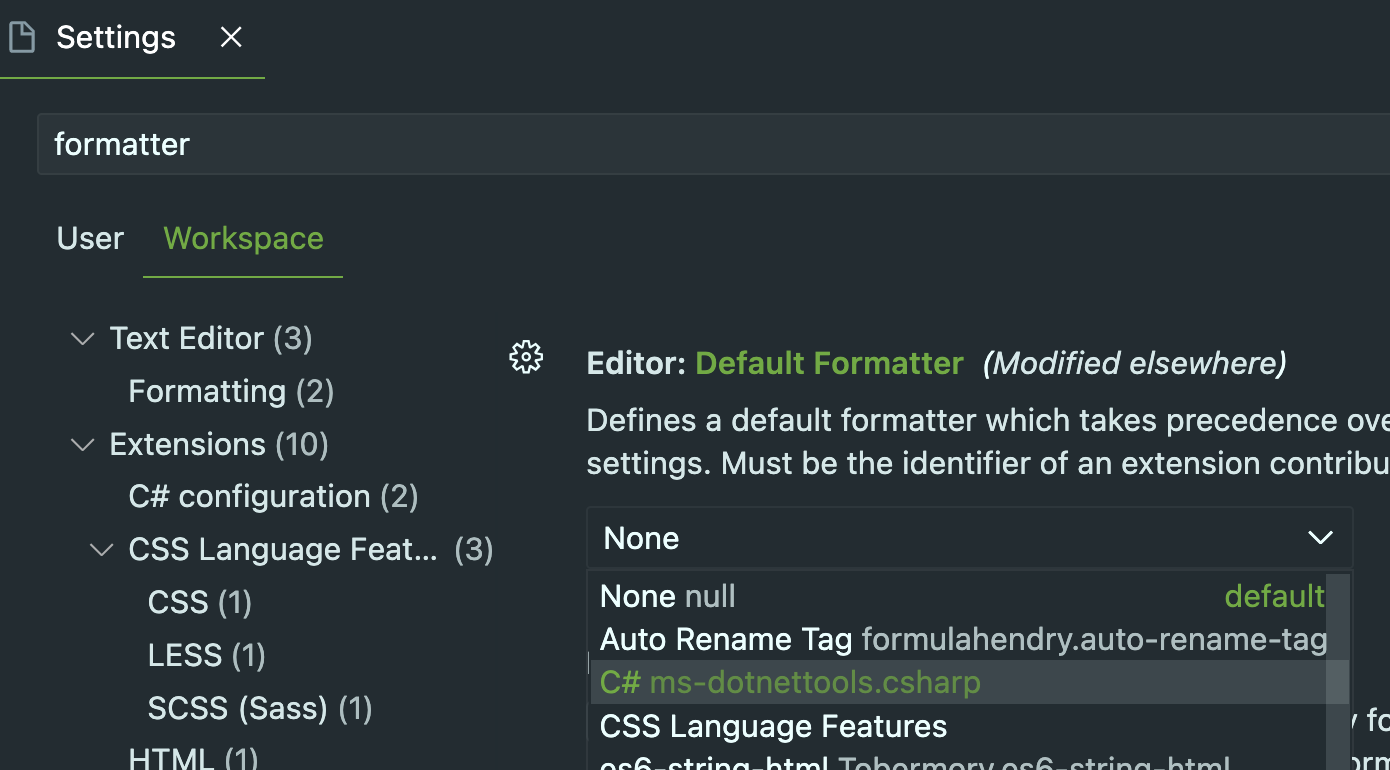 Settings
formatter
User Workspace
Text Editor (3)
Formatting (2)
Extensions (10)
C# configuration (2)
CSS Language Feat... (3)
CSS (1)
LESS (1)
SCSS (Sass) (1)
HTML (1)
Editor: Default Formatter (Modified elsewhere)
Defines a default formatter which takes precedence ove
settings. Must be the identifier of an extension contribu
None
None null default
Auto Rename Tag formulahendry.auto-rename-tag
C# ms-dotnettools.csharp
CSS Language Features
es6-string-html Tobermory.es6-string-html